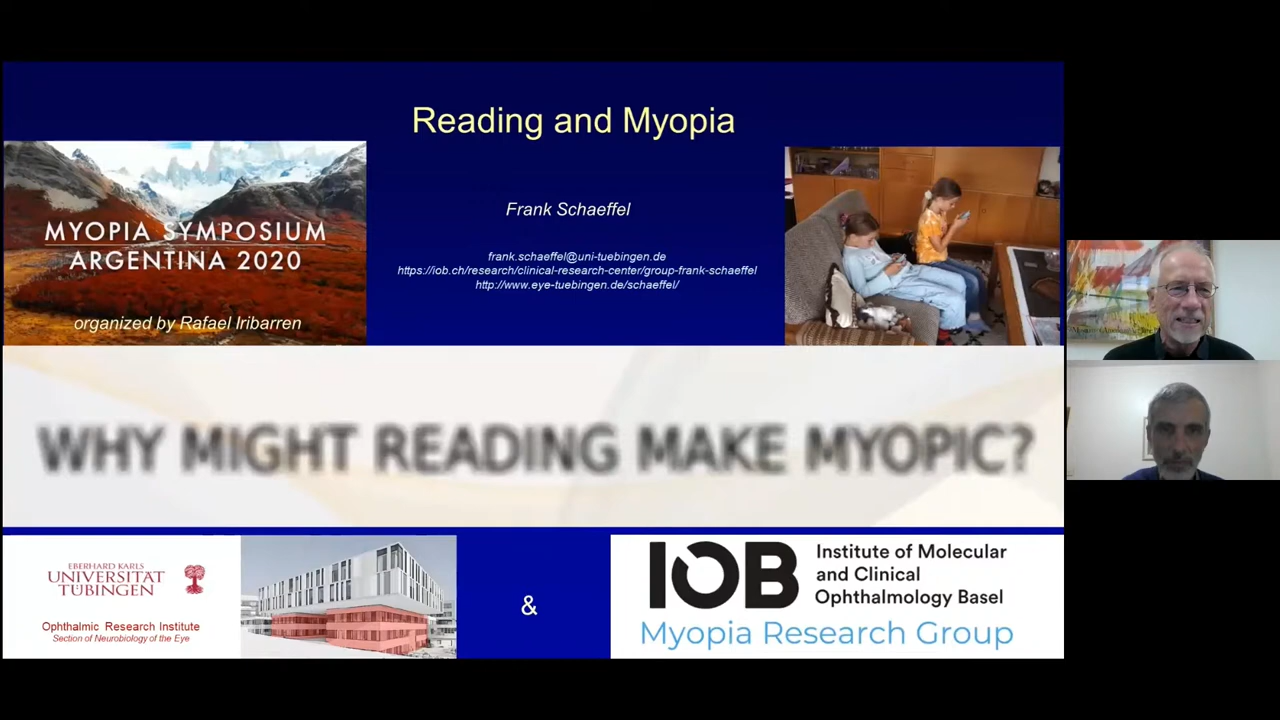 Reading and Myopia
MYOPIA SYMPOSIUM
ARGENTINA 2020
organized by Rafael Iribarren
Frank Schaeffel
frank.schaeffel@uni-tuebingen.de
https://iob.ch/research/clinical-research-center/group-frank-schaeffel
http://www.eye-tuebingen.de/schaeffel/
WHY MIGHT READING MAKE MYOPIC?
EBERHARD KARLS
UNIVERSITÄT
TÜBINGEN
Ophthalmic Research Institute
Section of Neurobiology of the Eye
&
IOB
Institute of Molecular
and Clinical
Ophthalmology Basel
Myopia Research Group